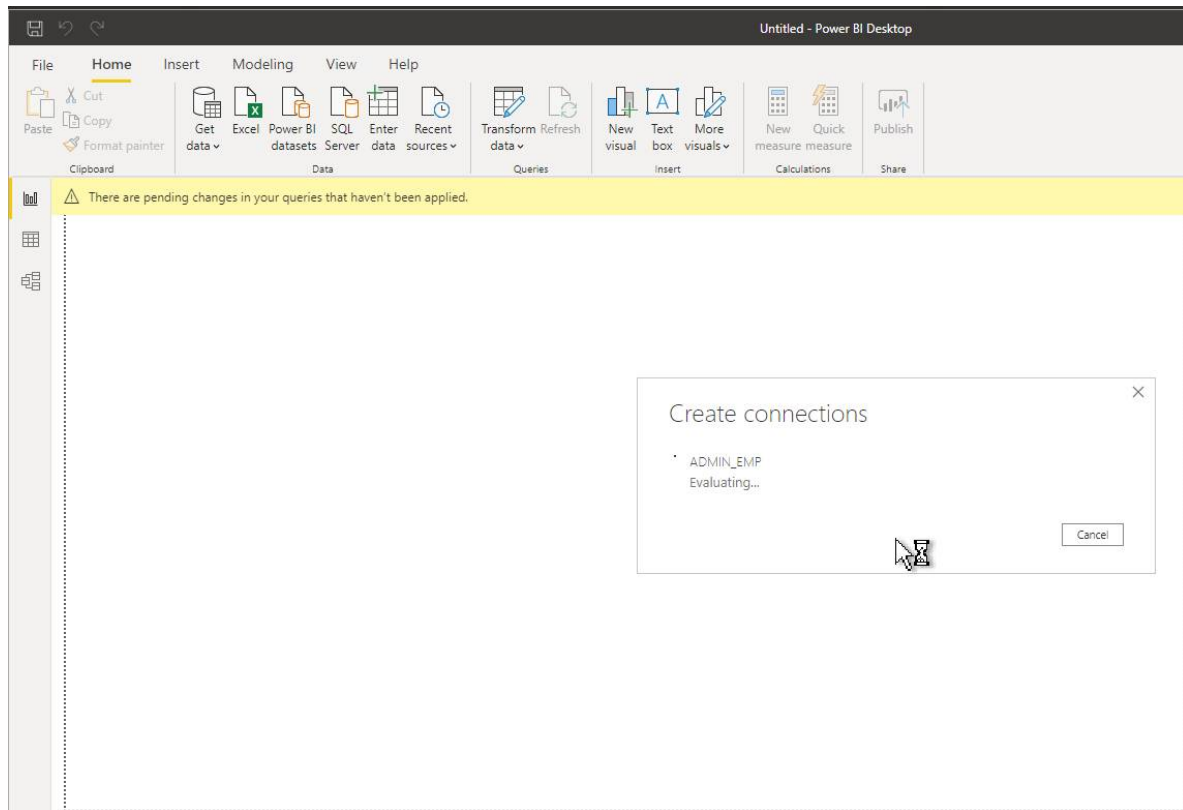 Untitled - Power BI Desktop
File Home Insert Modeling View Help
Paste
Cut
Copy
Format painter
Clipboard
Get data
Excel
Power BI datasets
SQL Server
Enter data
Recent sources
Data
Transform data
Refresh
Queries
New visual
Text box
More visuals
Insert
New measure
Quick measure
Calculations
Publish
Share
There are pending changes in your queries that haven't been applied.
Create connections
ADMIN_EMP
Evaluating...
Cancel